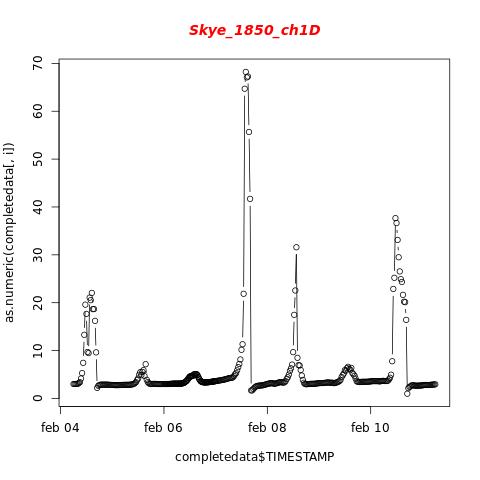 Skye_1850_ch1D
as.numeric(completedata[, i])
70
60
50
40
30
20
10
0
feb 04
feb 06
feb 08
feb 10
completedata$TIMESTAMP